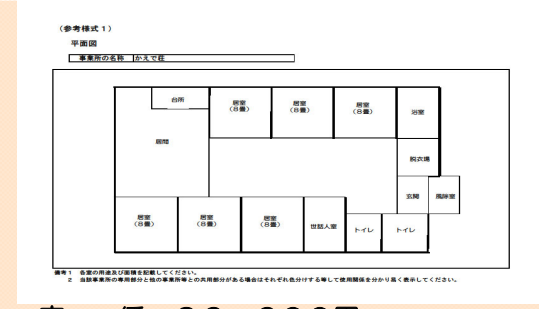 (参考様式1)
平面図
事業所の名称 かえで荘
台所
居室
(8畳)
居室
(8畳)
居室
(8畳)
浴室
居間
脱衣場
玄関
風除室
居室
(8畳)
居室
(8畳)
居室
(8畳)
世話人室
トイレ
トイレ
備考1 各室の用途及び面積を記載してください。
2 当該事業所の専用部分と他の事業所等との共用部分がある場合はそれぞれ色分けする等して使用関係を分かり易く表示してください。